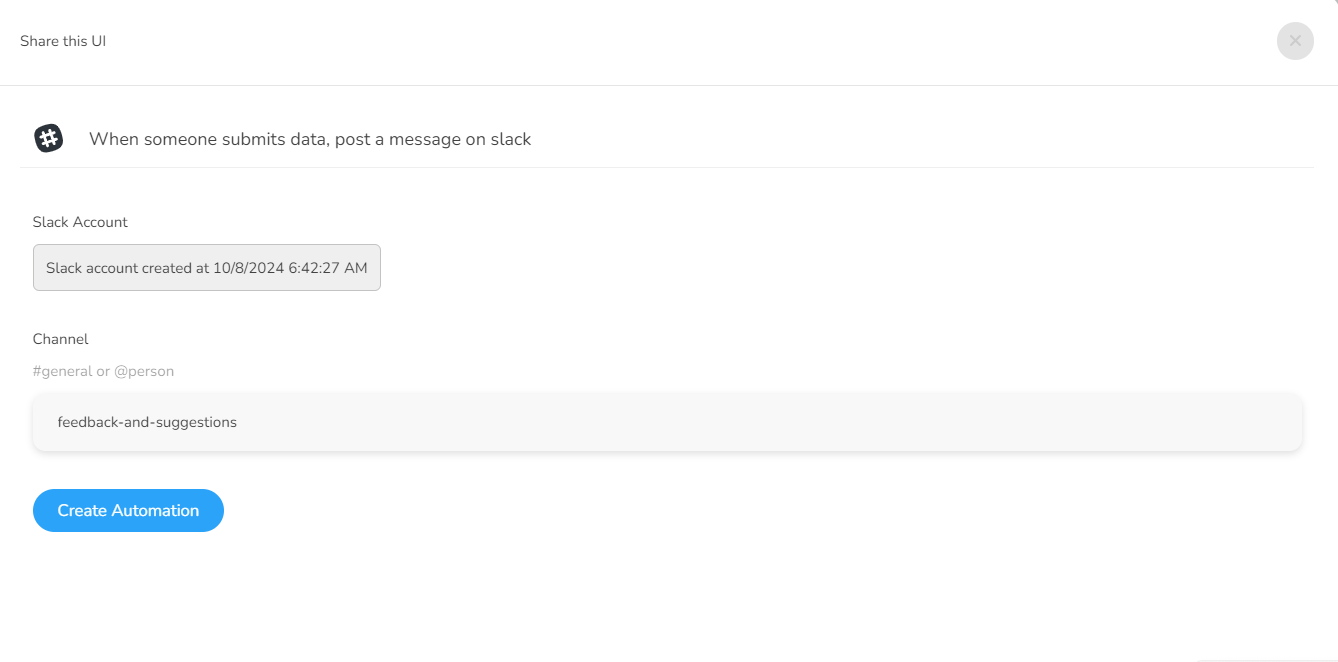 Share this UI
When someone submits data, post a message on slack
Slack Account
Slack account created at 10/8/2024 6:42:27 AM
Channel
#general or @person
feedback-and-suggestions
Create Automation